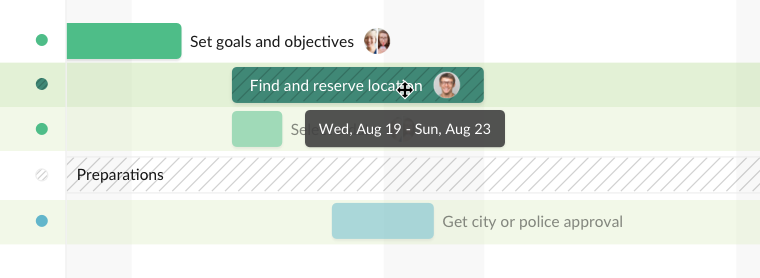 Set goals and objectives
Find and reserve location
Wed, Aug 19 - Sun, Aug 23
Preparations
Get city or police approval